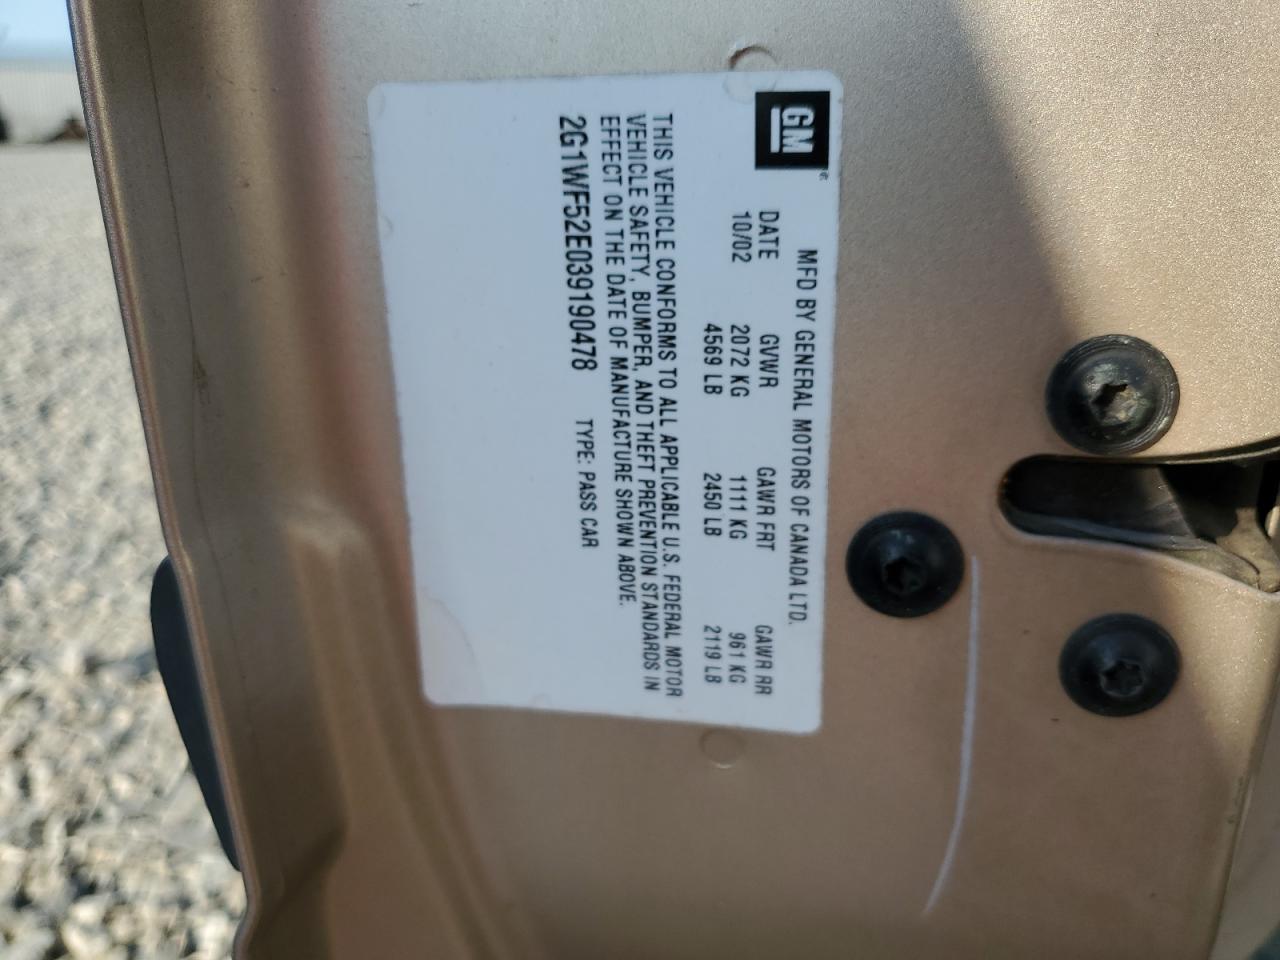 GM
MFD BY GENERAL MOTORS OF CANADA LTD.
DATE GVWR GAWR FRT GAWR RR
10/02 2072 KG 1111 KG 961 KG
4569 LB 2450 LB 2119 LB
THIS VEHICLE CONFORMS TO ALL APPLICABLE U.S. FEDERAL MOTOR
VEHICLE SAFETY, BUMPER, AND THEFT PREVENTION STANDARDS IN
EFFECT ON THE DATE OF MANUFACTURE SHOWN ABOVE.
2G1WF52E039190478 TYPE: PASS CAR